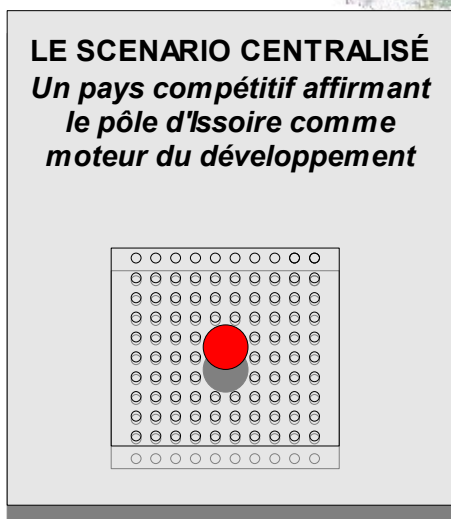 LE SCENARIO CENTRALISÉ
Un pays compétitif affirmant
le pôle d'Issoire comme
moteur du développement